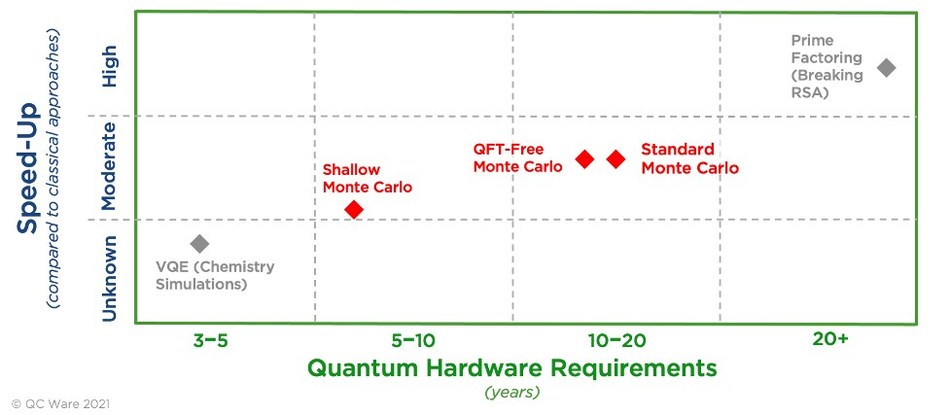 Speed-Up
(compared to classical approaches)
High
Moderate
Unknown
Prime
Factoring
(Breaking
RSA)
QFT-Free
Monte Carlo
Standard
Monte Carlo
Shallow
Monte Carlo
VQE (Chemistry
Simulations)
3–5
5–10
10–20
20+
Quantum Hardware Requirements
(years)
© QC Ware 2021